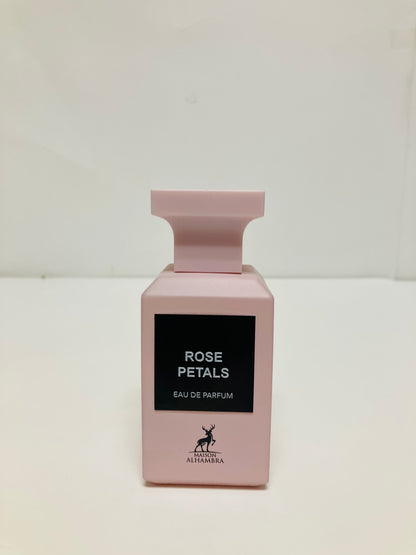 ROSE
PETALS
EAU DE PARFUM
MAISON
ALHAMBRA